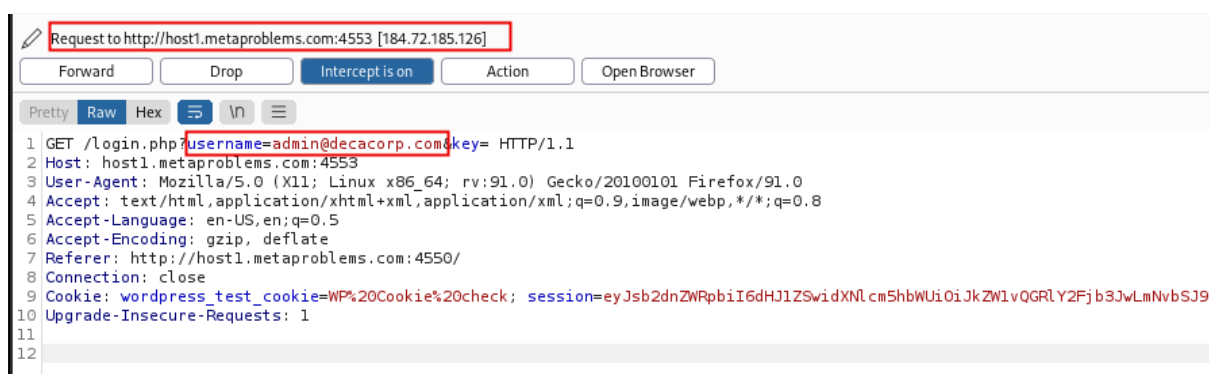 Request to http://host1.metaproblems.com:4553 [184.72.185.126]
Forward Drop Intercept is on Action Open Browser
Pretty Raw Hex \n
1 GET /login.php?username=admin@decacorp.com&key= HTTP/1.1
2 Host: host1.metaproblems.com:4553
3 User-Agent: Mozilla/5.0 (X11; Linux x86_64; rv:91.0) Gecko/20100101 Firefox/91.0
4 Accept: text/html,application/xhtml+xml,application/xml;q=0.9,image/webp,*/*;q=0.8
5 Accept-Language: en-US,en;q=0.5
6 Accept-Encoding: gzip, deflate
7 Referer: http://host1.metaproblems.com:4550/
8 Connection: close
9 Cookie: wordpress_test_cookie=WP%20Cookie%20check; session=eyJsb2dnZWRpbiI6dHJ1ZSwidXNlcm5hbWUiOiJkZW1vQGRlY2Fjb3JwLmNvbSJ9
10 Upgrade-Insecure-Requests: 1
11
12